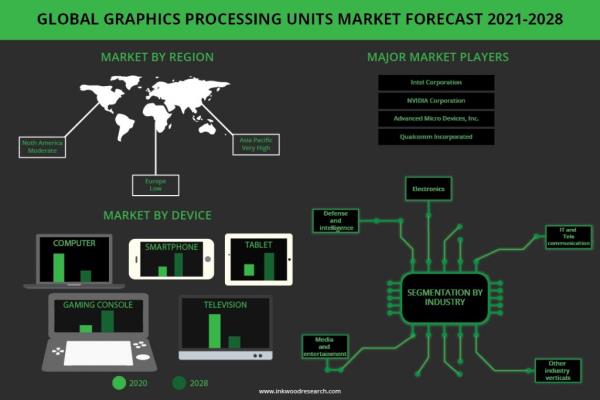 GLOBAL GRAPHICS PROCESSING UNITS MARKET FORECAST 2021-2028
MARKET BY REGION
Noth America
Moderate
Europe
Low
Asia Pacific
Very High
MAJOR MARKET PLAYERS
Intel Corporation
NVIDIA Corporation
Advanced Micro Devices, Inc.
Qualcomm Incorporated
MARKET BY DEVICE
COMPUTER
SMARTPHONE
TABLET
GAMING CONSOLE
TELEVISION
2020
2028
Electronics
Defense
and
intelligence
IT and
Tele
communication
SEGMENTATION BY
INDUSTRY
Media
and
entertainment
Other
industry
verticals
www.inkwoodresearch.com